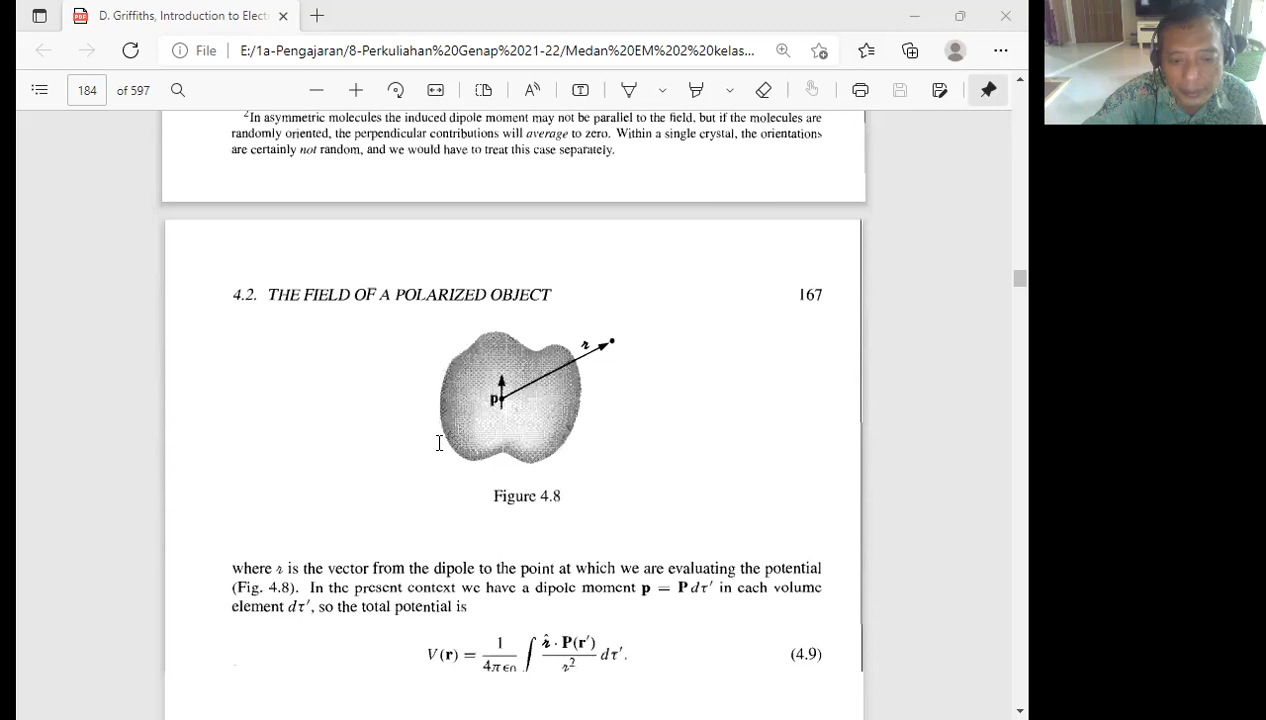 D. Griffiths, Introduction to Electr
File
E:/1a-Pengajaran/8-Perkuliahan%20Genap%2021-22/Medan%20EM%202%20kelas...
184 of 597
²In asymmetric molecules the induced dipole moment may not be parallel to the field, but if the molecules are
randomly oriented, the perpendicular contributions will average to zero. Within a single crystal, the orientations
are certainly not random, and we would have to treat this case separately.
4.2. THE FIELD OF A POLARIZED OBJECT 167
𝓇
p
Figure 4.8
where 𝓇 is the vector from the dipole to the point at which we are evaluating the potential
(Fig. 4.8). In the present context we have a dipole moment p = P dτ′ in each volume
element dτ′, so the total potential is
V(r) = 1/4πϵ0 ∫ 𝓇̂ · P(r′)/𝓇² dτ′. (4.9)